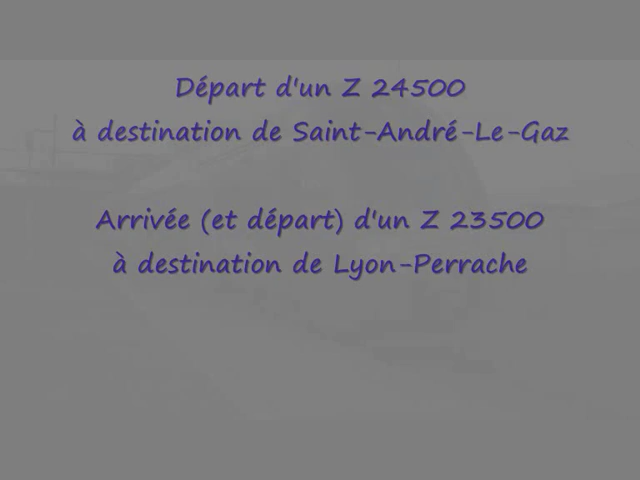 Départ d'un Z 24500
à destination de Saint-André-Le-Gaz
Arrivée (et départ) d'un Z 23500
à destination de Lyon-Perrache